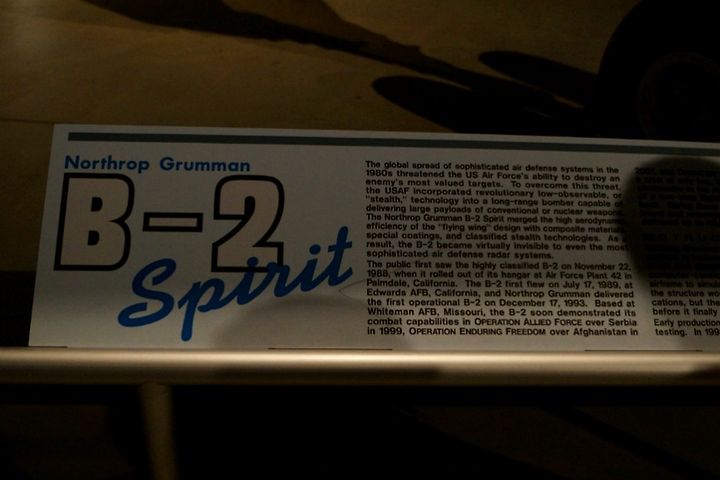 Northrop Grumman
B-2
Spirit
The global spread of sophisticated air defense systems in the
1980s threatened the US Air Force's ability to destroy an
enemy's most valued targets. To overcome this threat,
the USAF incorporated revolutionary low-observable, or
"stealth," technology into a long-range bomber capable of
delivering large payloads of conventional or nuclear weapons.
The Northrop Grumman B-2 Spirit merged the high aerodynamic
efficiency of the "flying wing" design with composite materials,
special coatings, and classified stealth technologies. As a
result, the B-2 became virtually invisible to even the most
sophisticated air defense radar systems.
The public first saw the highly classified B-2 on November 22,
1988, when it rolled out of its hangar at Air Force Plant 42 in
Palmdale, California. The B-2 first flew on July 17, 1989, at
Edwards AFB, California, and Northrop Grumman delivered
the first operational B-2 on December 17, 1993. Based at
Whiteman AFB, Missouri, the B-2 soon demonstrated its
combat capabilities in OPERATION ALLIED FORCE over Serbia
in 1999, OPERATION ENDURING FREEDOM over Afghanistan in
airframe to
the structure
cations, but the
before it finally
Early production
testing. In 199